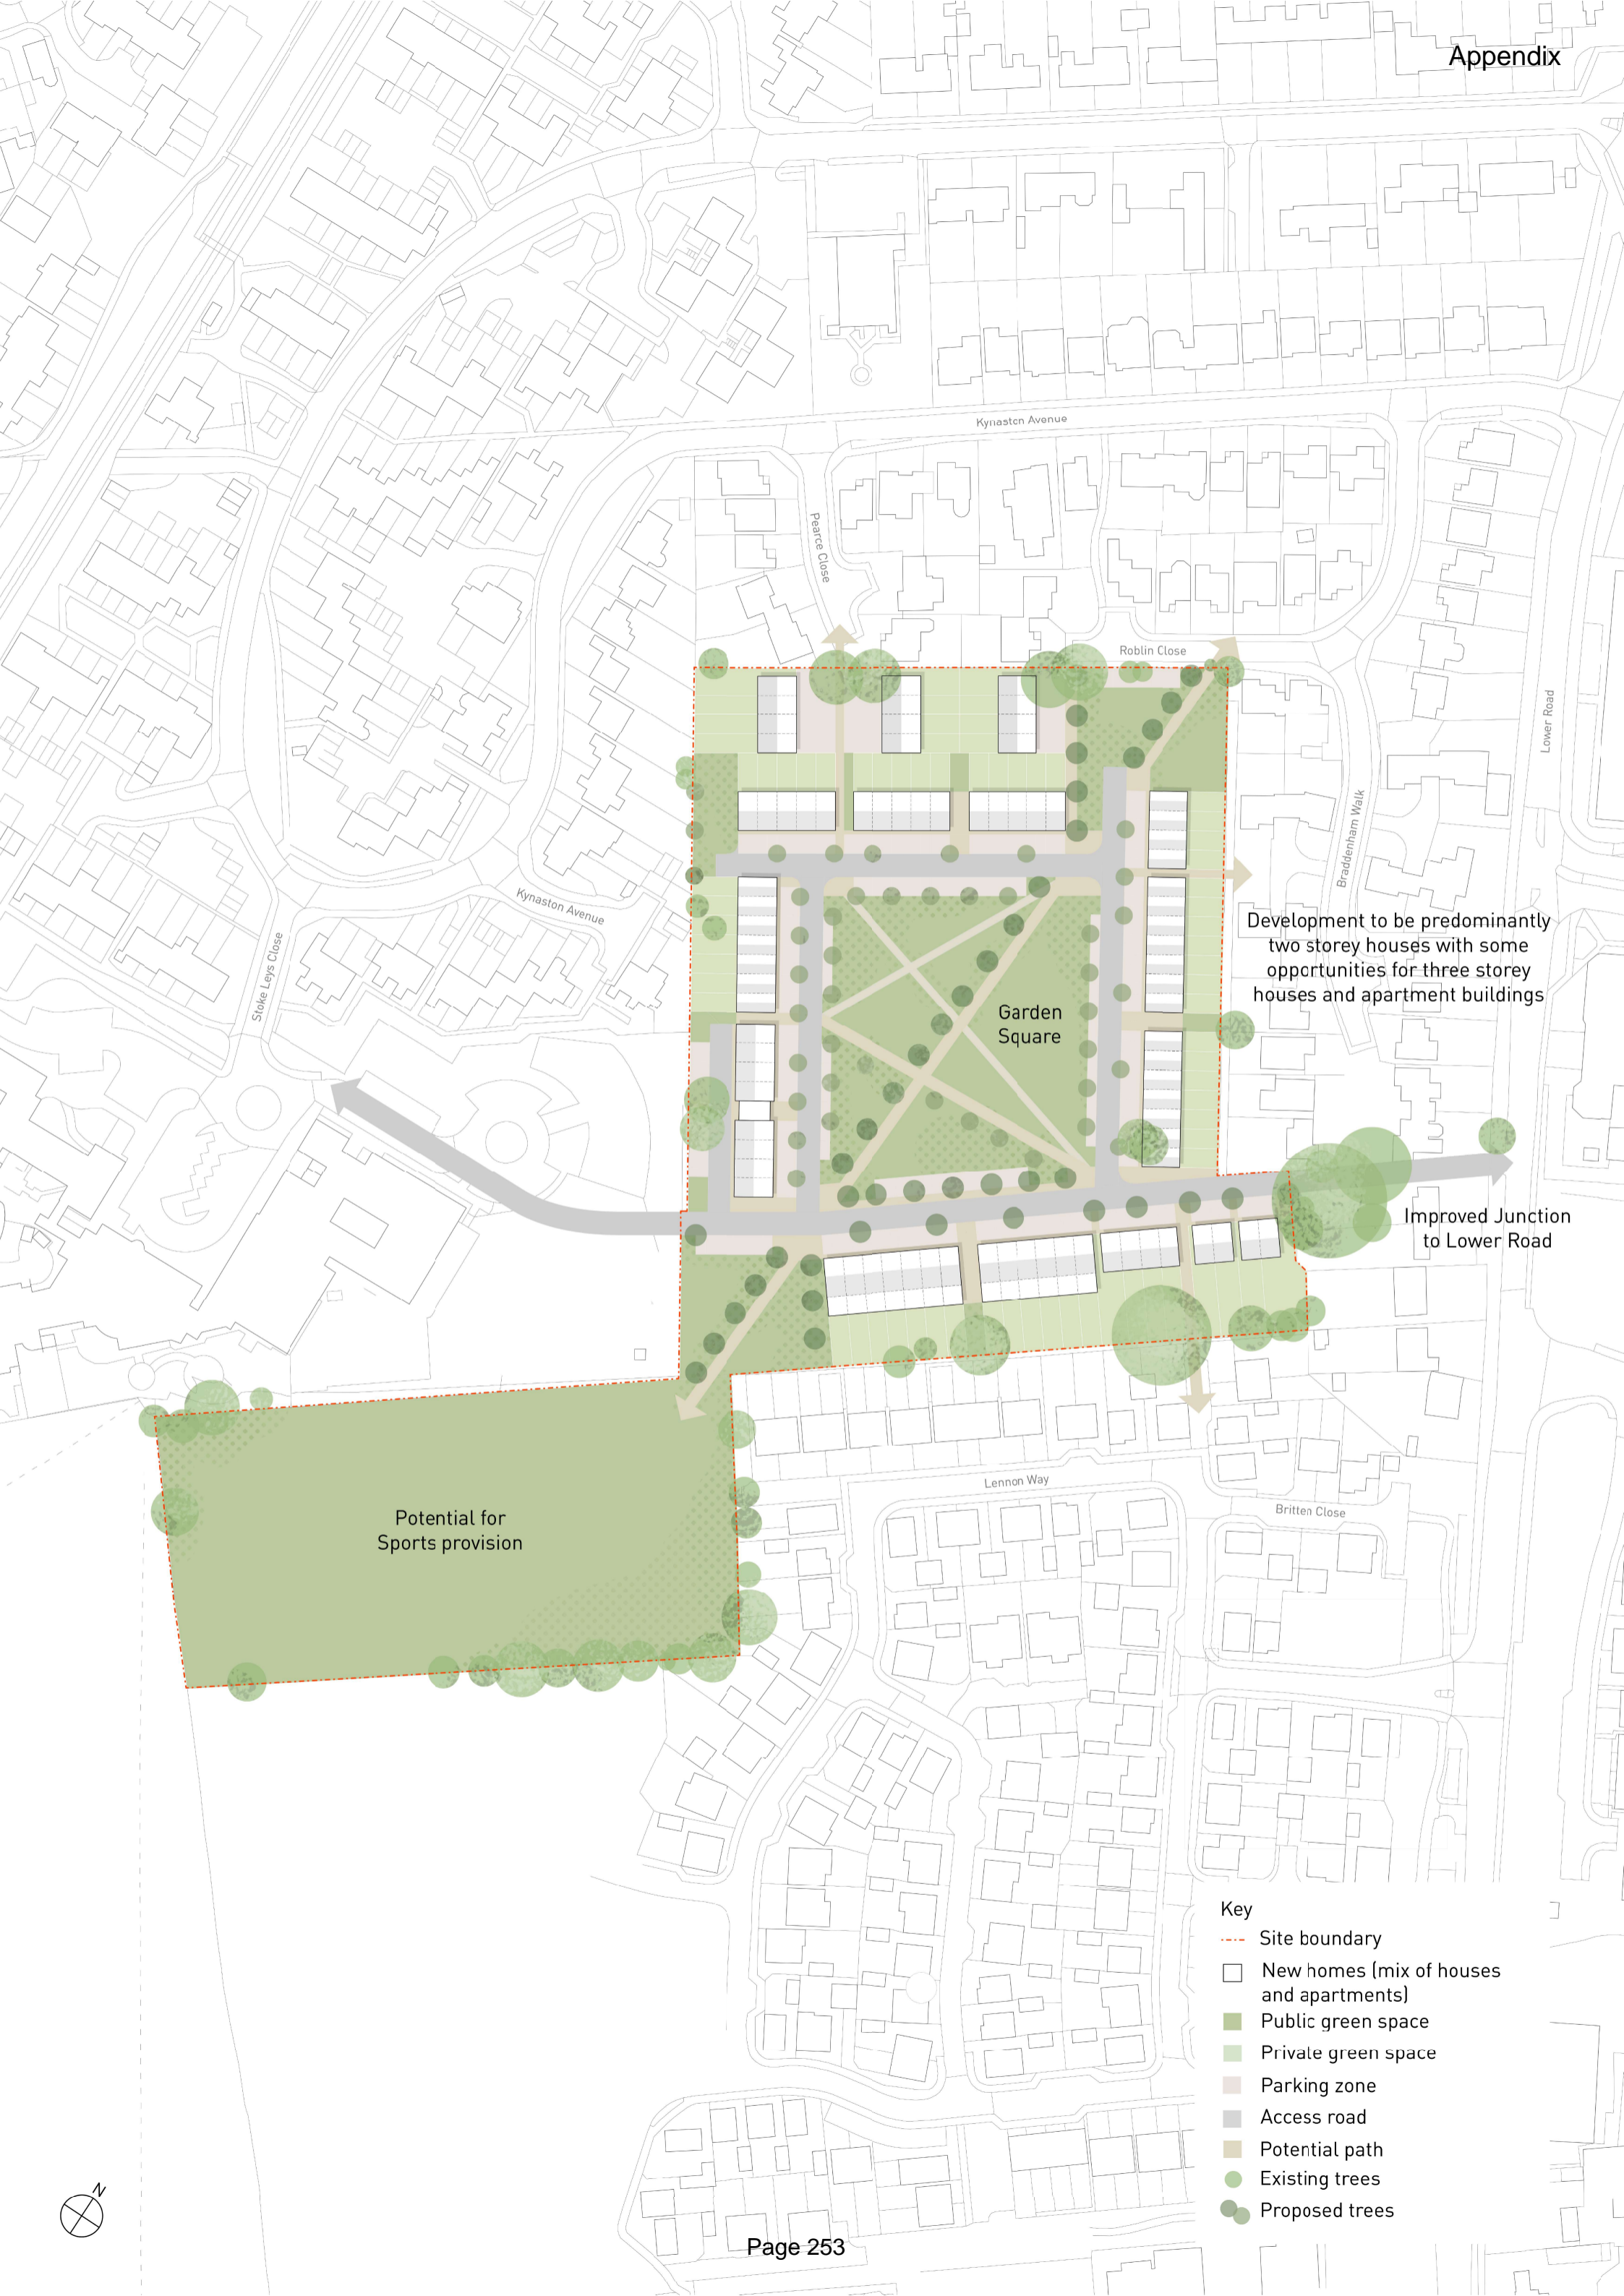 Appendix
Kynaston Avenue
Pearce Close
Roblin Close
Lower Road
Braddenham Walk
Kynaston Avenue
Stoke Leys Close
Development to be predominantly
two storey houses with some
opportunities for three storey
houses and apartment buildings
Garden
Square
Improved Junction
to Lower Road
Lennon Way
Britten Close
Potential for
Sports provision
Key
Site boundary
New homes (mix of houses
and apartments)
Public green space
Private green space
Parking zone
Access road
Potential path
Existing trees
Proposed trees
N
Page 253